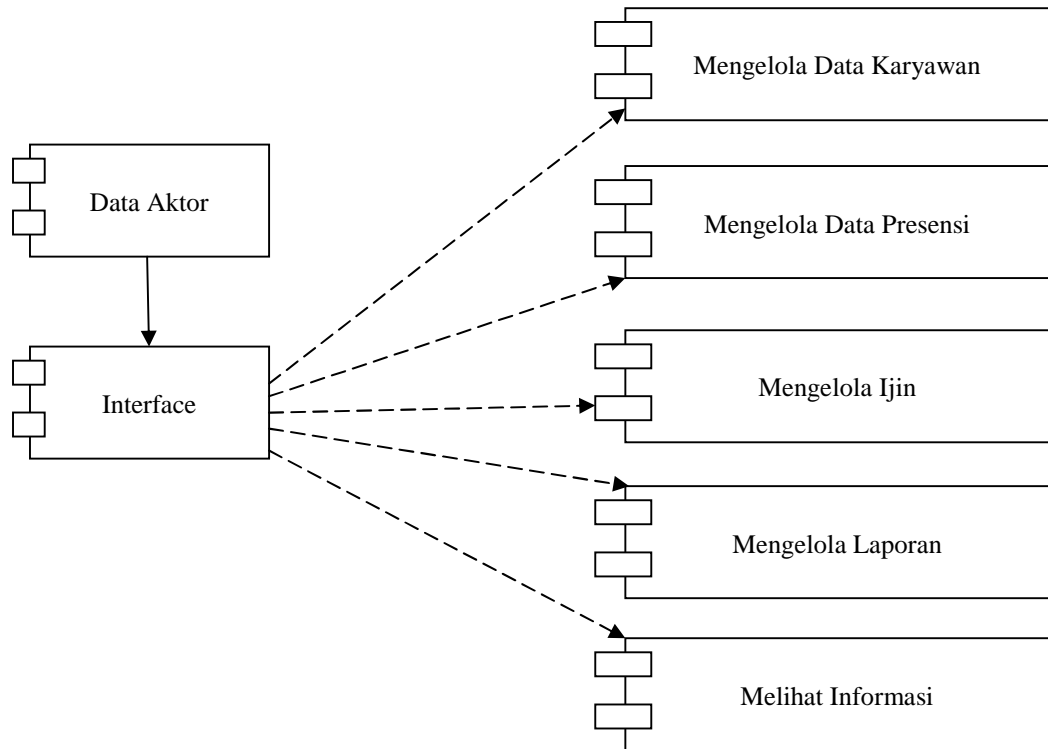 Data Aktor
Interface
Mengelola Data Karyawan
Mengelola Data Presensi
Mengelola Ijin
Mengelola Laporan
Melihat Informasi